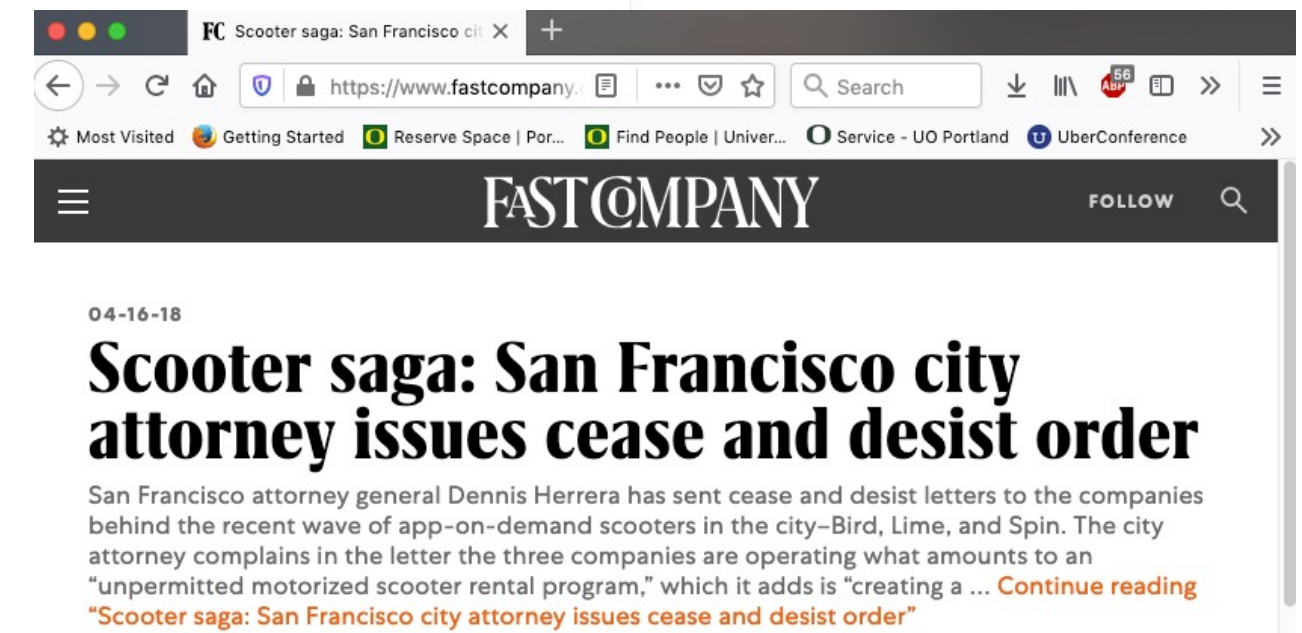 FC Scooter saga: San Francisco cit
https://www.fastcompany.
Search
56
ABP
Most Visited Getting Started O Reserve Space | Por... O Find People | Univer... O Service - UO Portland U UberConference
FAST COMPANY
FOLLOW
04-16-18
Scooter saga: San Francisco city
attorney issues cease and desist order
San Francisco attorney general Dennis Herrera has sent cease and desist letters to the companies
behind the recent wave of app-on-demand scooters in the city–Bird, Lime, and Spin. The city
attorney complains in the letter the three companies are operating what amounts to an
“unpermitted motorized scooter rental program,” which it adds is “creating a ... Continue reading
“Scooter saga: San Francisco city attorney issues cease and desist order”